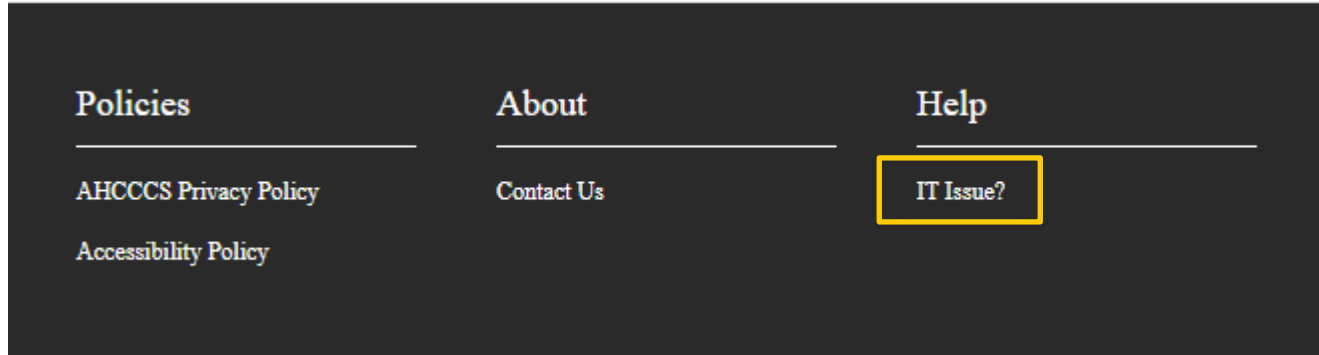 Policies
AHCCCS Privacy Policy
Accessibility Policy
About
Contact Us
Help
IT Issue?